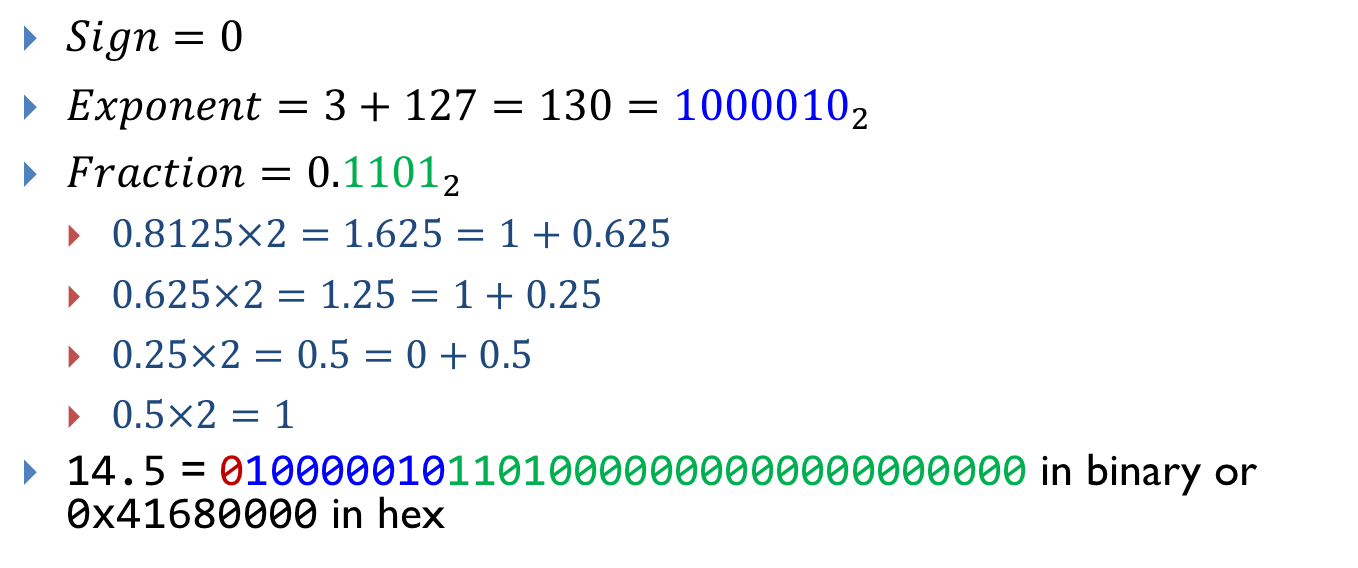 Sign = 0
Exponent = 3 + 127 = 130 = 1000010₂
Fraction = 0.1101₂
0.8125×2 = 1.625 = 1 + 0.625
0.625×2 = 1.25 = 1 + 0.25
0.25×2 = 0.5 = 0 + 0.5
0.5×2 = 1
14.5 = 01000001011010000000000000000000 in binary or
0x41680000 in hex